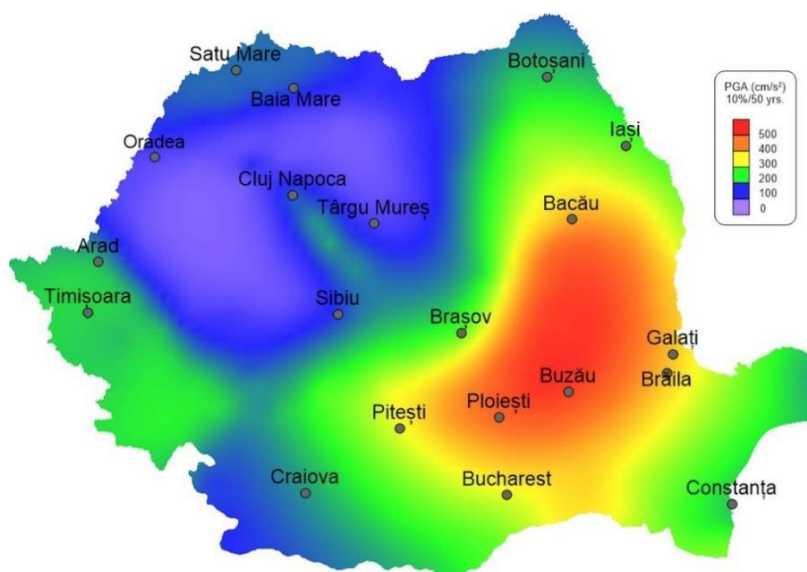 Satu Mare
Botoșani
Baia Mare
PGA (cm/s²)
10%/50 yrs.
500
400
300
200
100
0
Iași
Oradea
Cluj Napoca
Târgu Mureș
Bacău
Arad
Timișoara
Sibiu
Brașov
Galați
Brăila
Buzău
Ploiești
Pitești
Craiova
Bucharest
Constanța